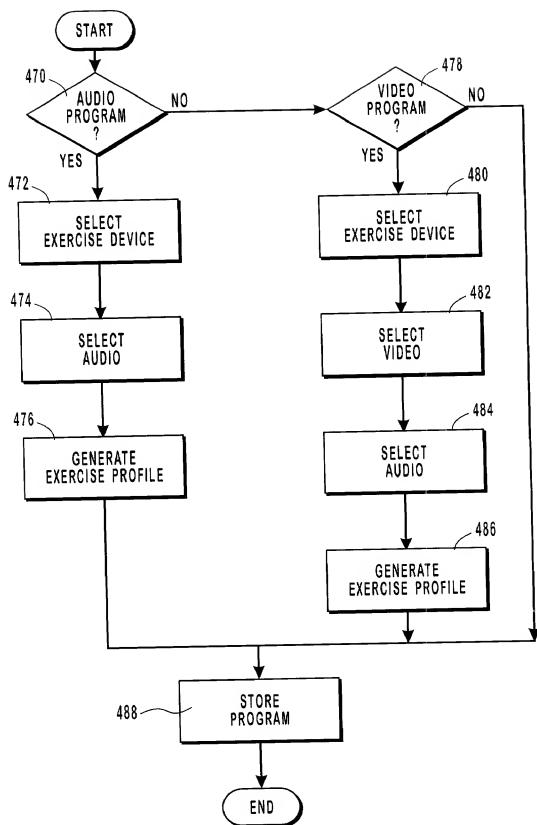 START
470
AUDIO
PROGRAM
?
NO
YES
478
VIDEO
PROGRAM
?
NO
YES
472
SELECT
EXERCISE DEVICE
480
SELECT
EXERCISE DEVICE
474
SELECT
AUDIO
482
SELECT
VIDEO
476
GENERATE
EXERCISE PROFILE
484
SELECT
AUDIO
486
GENERATE
EXERCISE PROFILE
488
STORE
PROGRAM
END